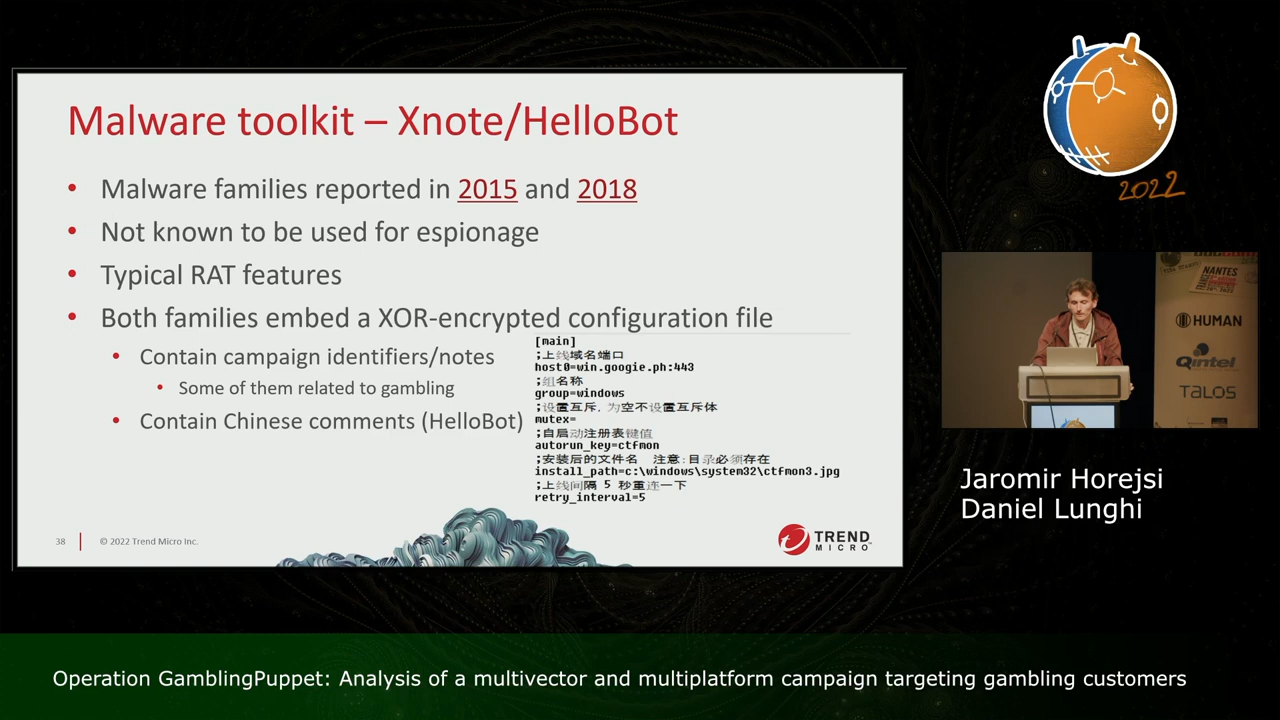 Malware toolkit – Xnote/HelloBot
• Malware families reported in 2015 and 2018
• Not known to be used for espionage
• Typical RAT features
• Both families embed a XOR-encrypted configuration file
• Contain campaign identifiers/notes
• Some of them related to gambling
• Contain Chinese comments (HelloBot)
[main]
;上线域名端口
host0=win.googie.ph:443
;组名称
group=windows
;设置互斥，为空不设置互斥体
mutex=
;自启动注册表键值
autorun_key=ctfmon
;安装后的文件名 注意:目录必须存在
install_path=c:\windows\system32\ctfmon3.jpg
;上线间隔 5 秒重连一下
retry_interval=5
38
© 2022 Trend Micro Inc.
TREND
MICRO™
2022
NANTES
HUMAN
Qintel
TALOS
Jaromir Horejsi
Daniel Lunghi
Operation GamblingPuppet: Analysis of a multivector and multiplatform campaign targeting gambling customers